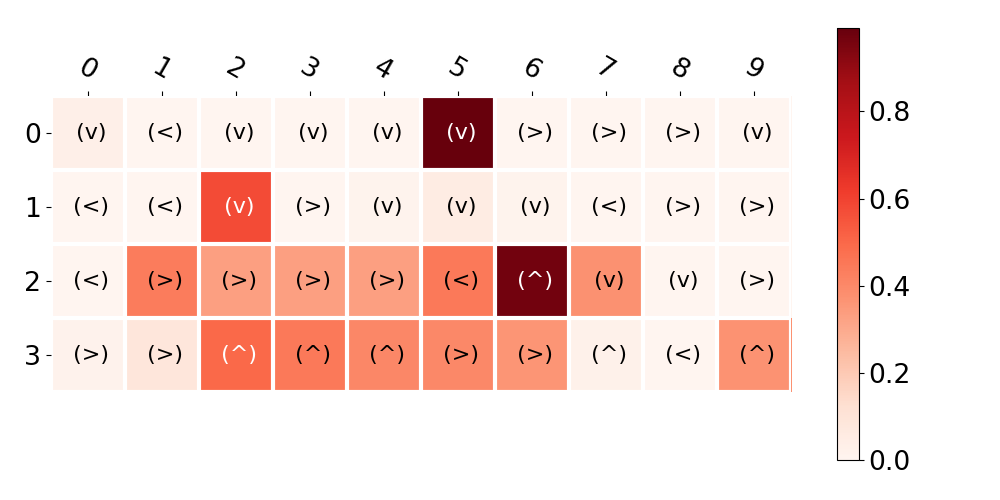 0 1 2 3 4 5 6 7 8 9
0 (v) (<) (v) (v) (v) (v) (>) (>) (>) (v)
1 (<) (<) (v) (>) (v) (v) (v) (<) (>) (>)
2 (<) (>) (>) (>) (>) (<) (^) (v) (v) (>)
3 (>) (>) (^) (^) (^) (>) (>) (^) (<) (^)
0.8
0.6
0.4
0.2
0.0